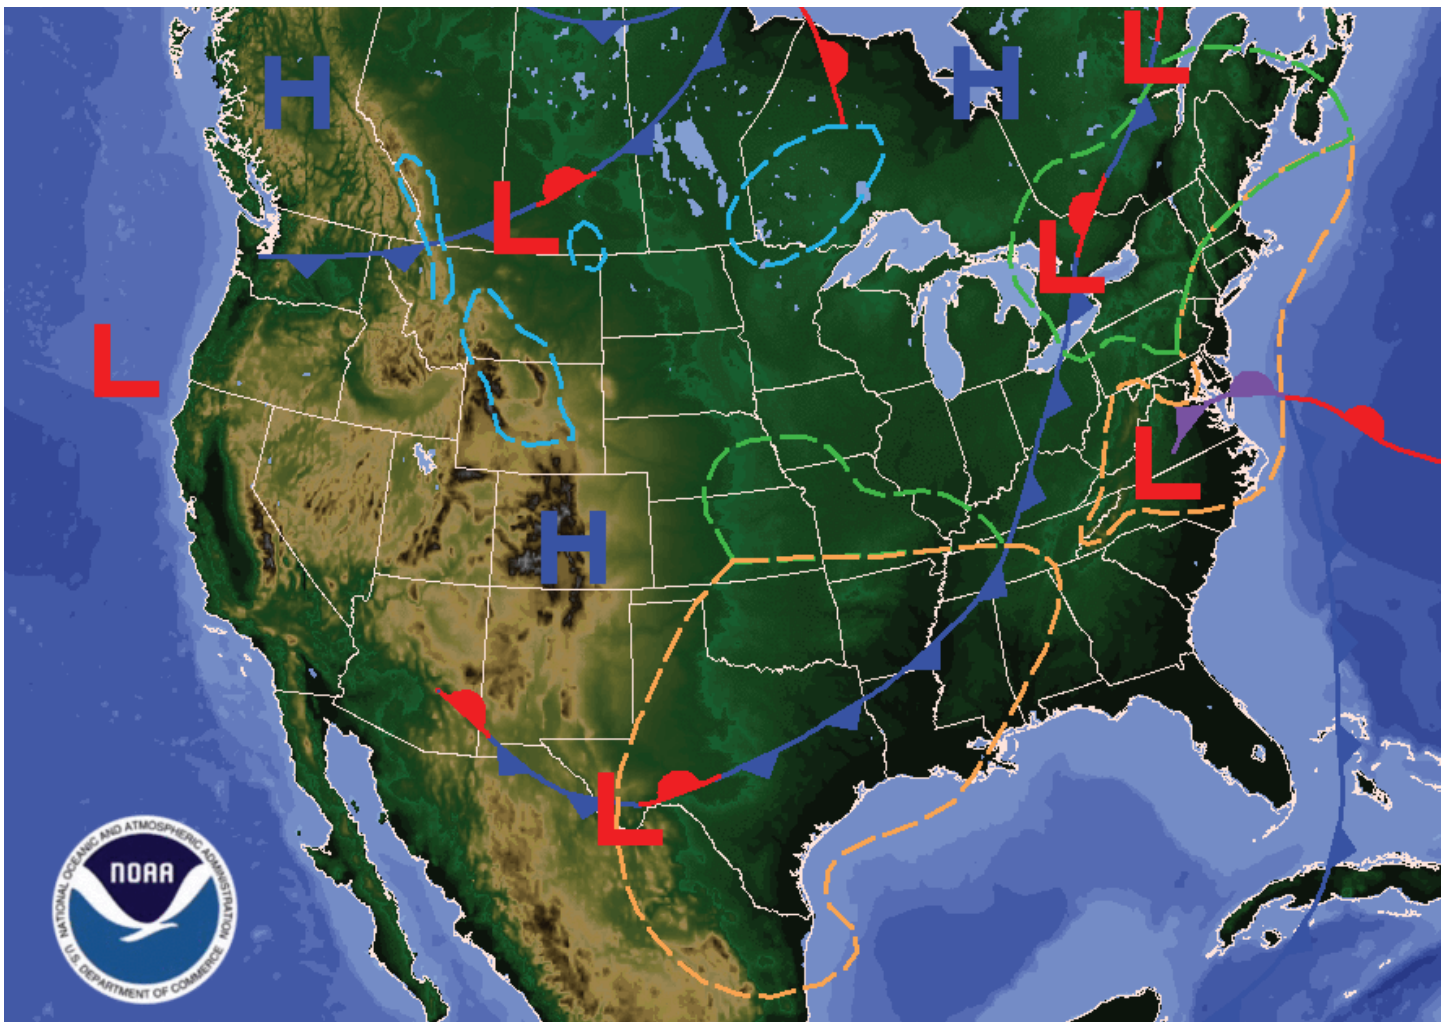 H
H
L
L
L
L
L
H
L
NOAA
NATIONAL OCEANIC AND ATMOSPHERIC ADMINISTRATION
U.S. DEPARTMENT OF COMMERCE